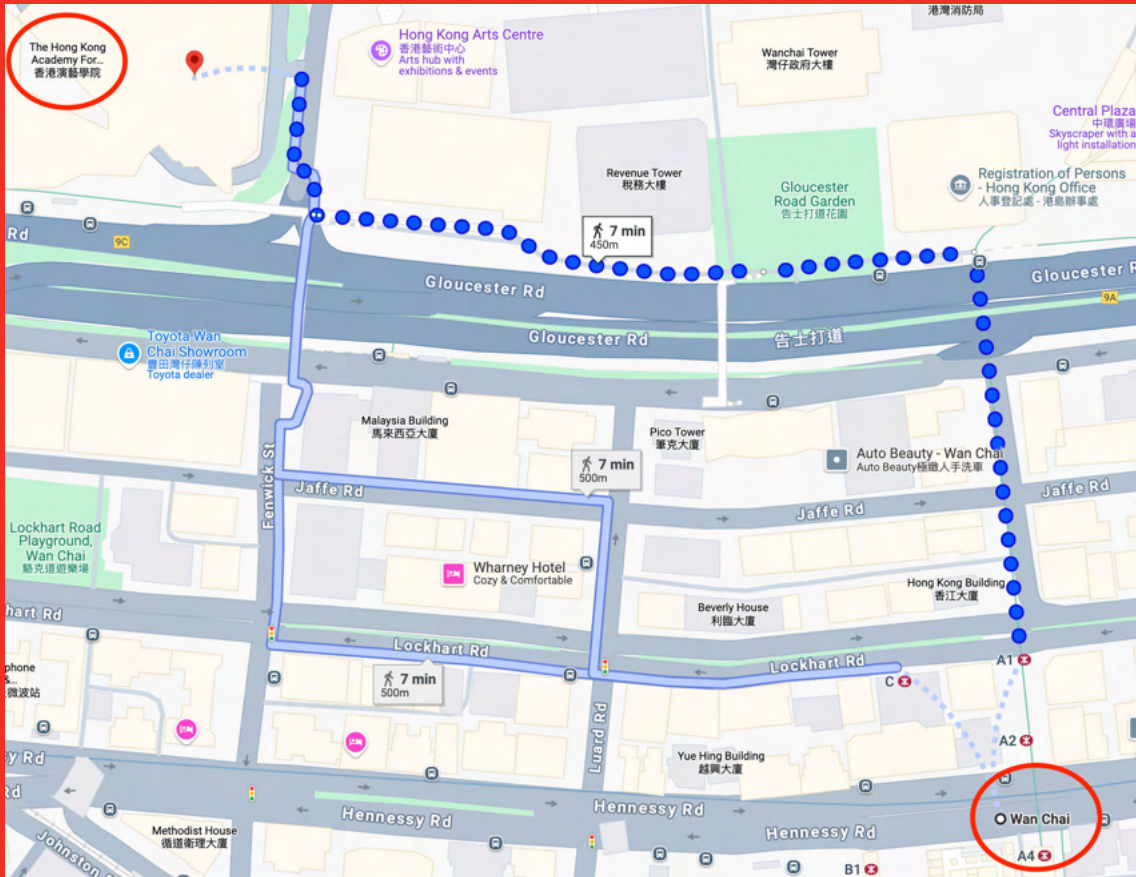 港灣消防局
The Hong Kong
Academy For...
香港演藝學院
Hong Kong Arts Centre
香港藝術中心
Arts hub with
exhibitions & events
Wanchai Tower
灣仔政府大樓
Central Plaza
中環廣場
Skyscraper with a
light installation
Revenue Tower
稅務大樓
Gloucester
Road Garden
告士打道花園
Registration of Persons
- Hong Kong Office
人事登記處 - 港島辦事處
Rd
9C
7 min
450m
Gloucester Rd
Gloucester R
9A
Gloucester Rd
告士打道
Toyota Wan
Chai Showroom
豐田灣仔陳列室
Toyota dealer
Malaysia Building
馬來西亞大廈
Pico Tower
筆克大廈
Auto Beauty - Wan Chai
Auto Beauty極緻人手洗車
7 min
500m
Fenwick St
Jaffe Rd
Jaffe Rd
Jaffe Rd
Lockhart Road
Playground,
Wan Chai
駱克道遊樂場
Wharney Hotel
Cozy & Comfortable
Hong Kong Building
香江大廈
Beverly House
利臨大廈
hart Rd
Lockhart Rd
Lockhart Rd
A1
C
7 min
500m
phone
&...
微波站
Luard Rd
A2
Yue Hing Building
越興大廈
sy Rd
Rd
Hennessy Rd
Hennessy Rd
Hennessy Rd
Wan Chai
Methodist House
循道衛理大廈
Johnston
B1
A4